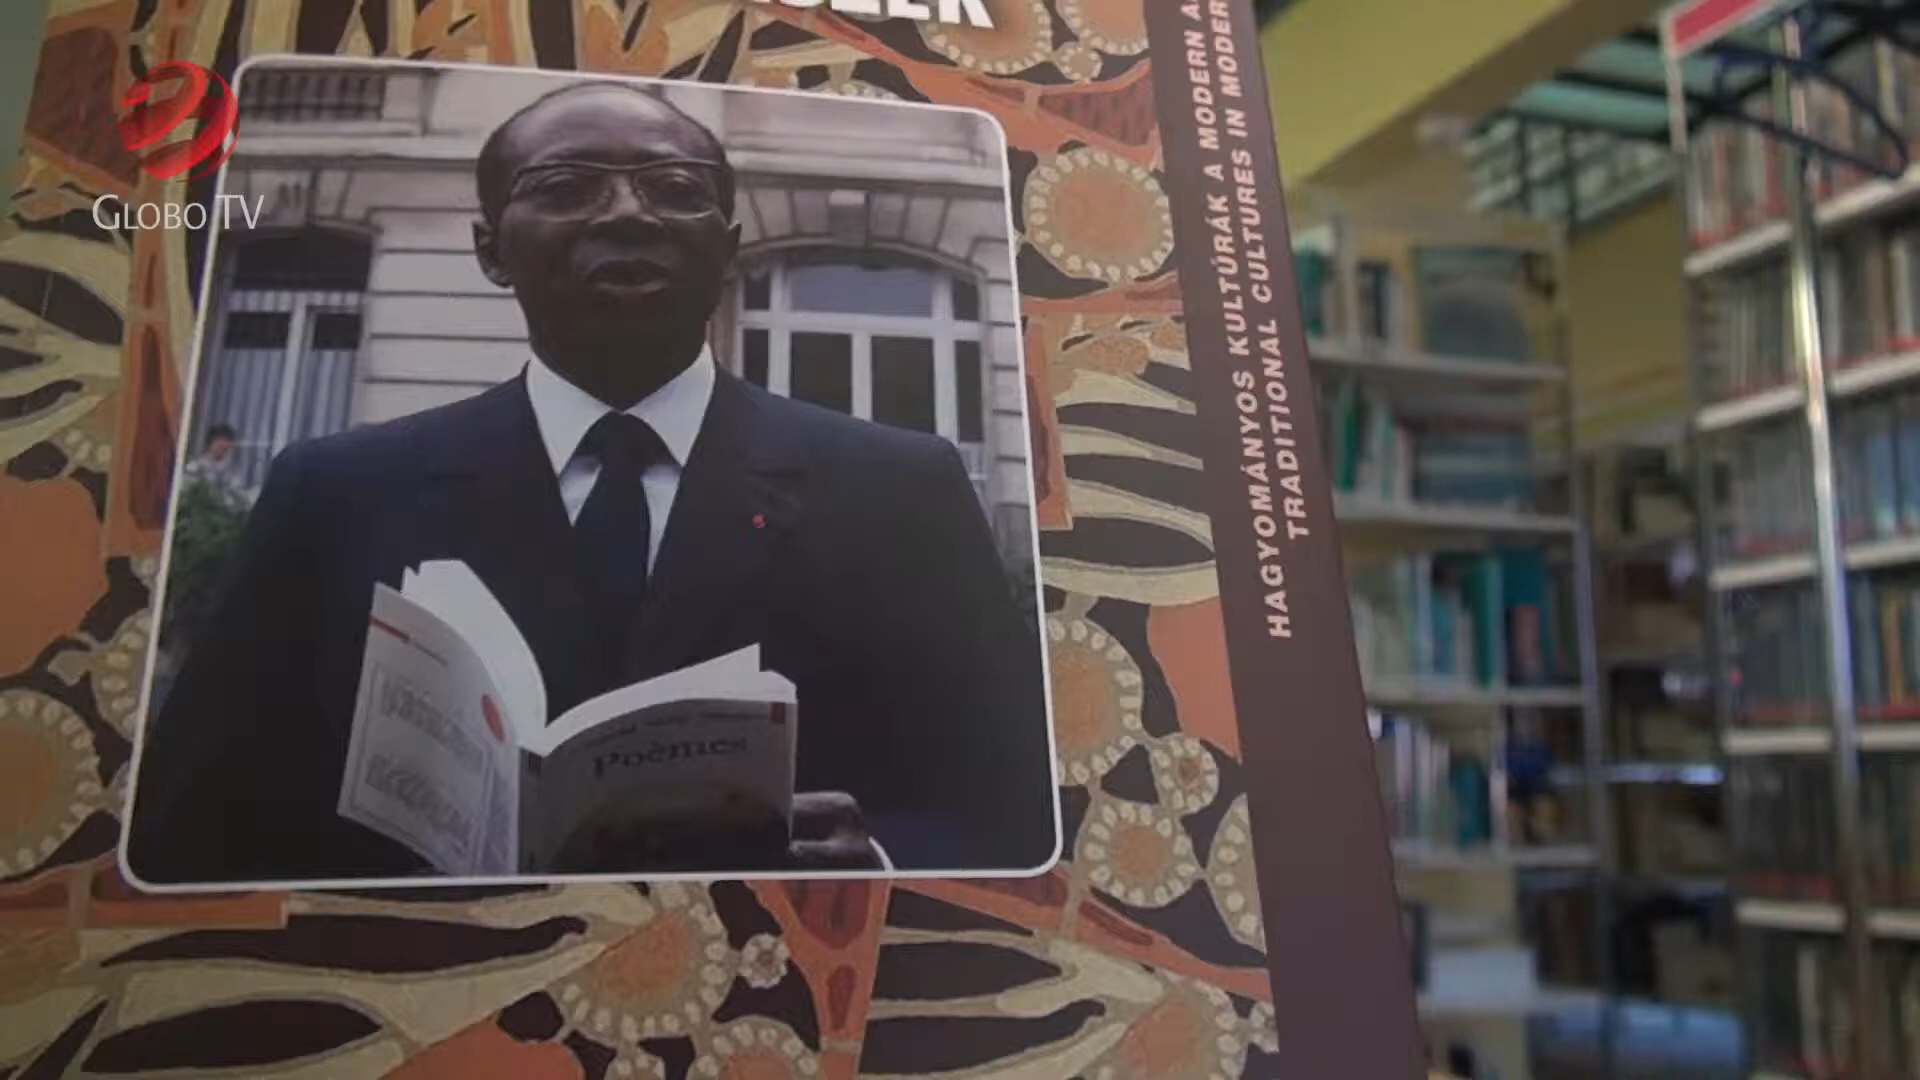 GLOBO TV
HAGYOMÁNYOS KULTÚRÁK A MODERN A
TRADITIONAL CULTURES IN MODER
Poèmes